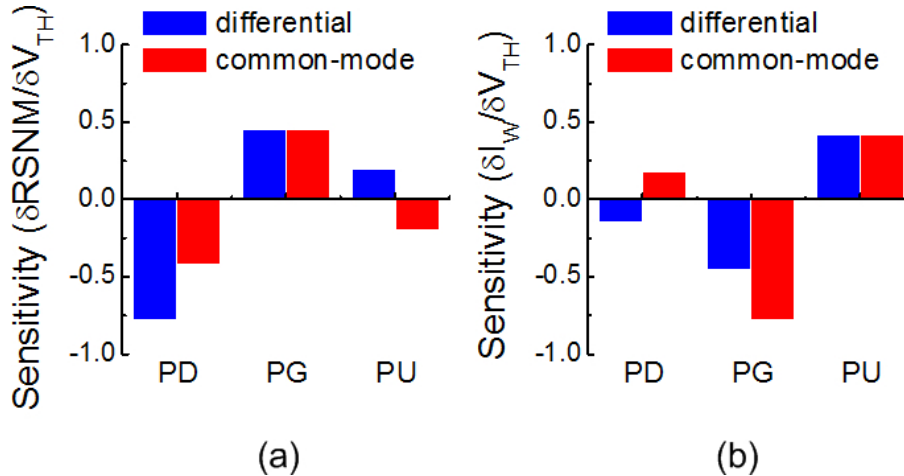 differential
common-mode
Sensitivity (δRSNM/δV_TH)
1.0
0.5
0.0
-0.5
-1.0
PD PG PU
(a)
differential
common-mode
Sensitivity (δI_W/δV_TH)
1.0
0.5
0.0
-0.5
-1.0
PD PG PU
(b)